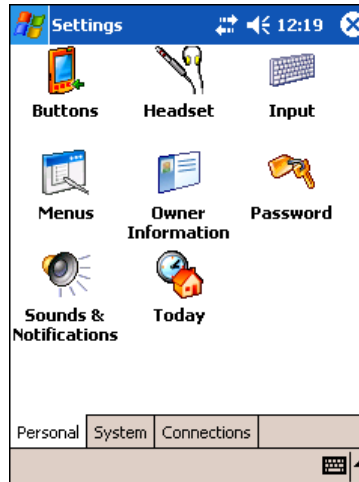 Settings 12:19
Buttons Headset Input
Menus Owner Information Password
Sounds & Notifications Today
Personal System Connections